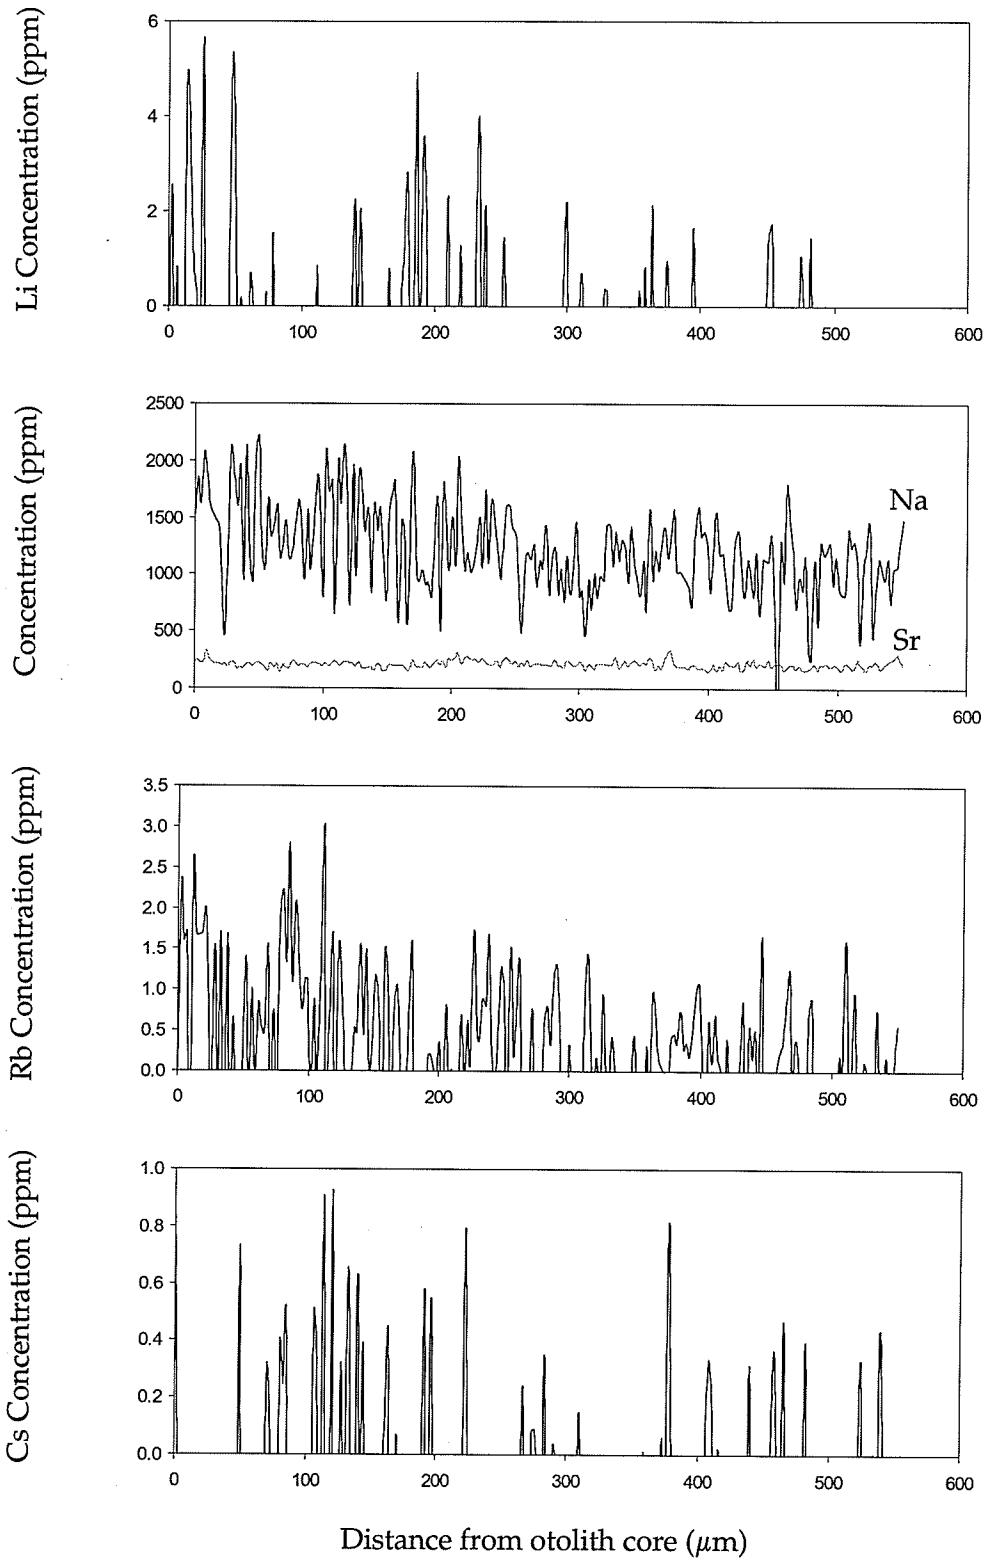 Li Concentration (ppm)
6
4
2
0
0 100 200 300 400 500 600
Concentration (ppm)
2500
2000
1500
1000
500
0
Na
Sr
0 100 200 300 400 500 600
Rb Concentration (ppm)
3.5
3.0
2.5
2.0
1.5
1.0
0.5
0.0
0 100 200 300 400 500 600
Cs Concentration (ppm)
1.0
0.8
0.6
0.4
0.2
0.0
0 100 200 300 400 500 600
Distance from otolith core (μm)